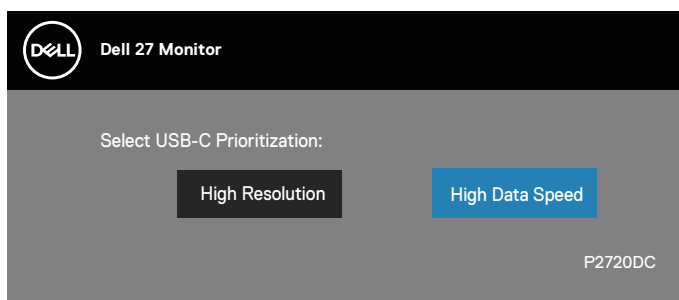 DELL
Dell 27 Monitor
Select USB-C Prioritization:
High Resolution
High Data Speed
P2720DC